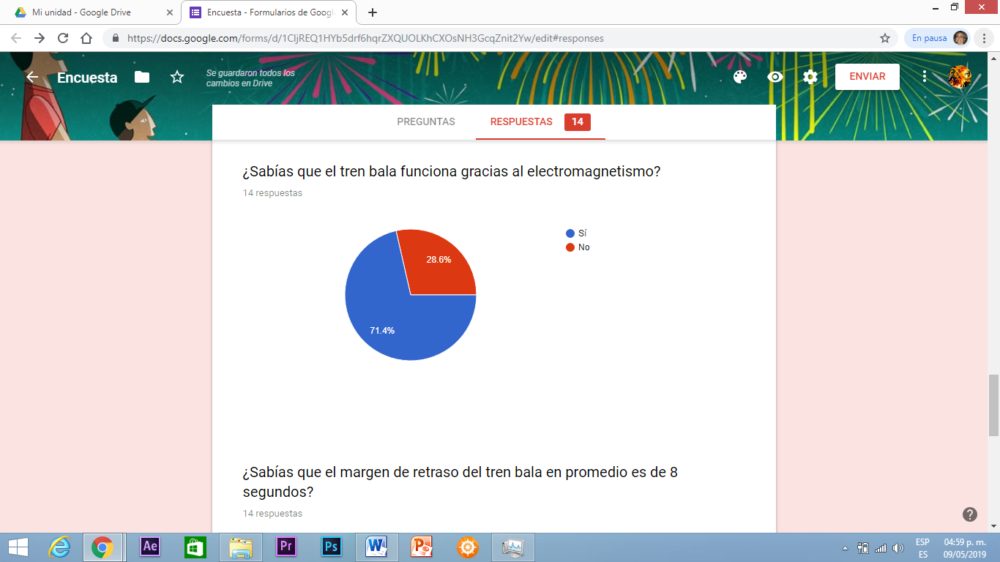 Mi unidad - Google Drive
Encuesta - Formularios de Google
https://docs.google.com/forms/d/1CljREQ1HYb5drf6hqrZXQUOLKhCXOsNH3GcqZnit2Yw/edit#responses
En pausa
Encuesta
Se guardaron todos los
cambios en Drive
ENVIAR
PREGUNTAS
RESPUESTAS 14
¿Sabías que el tren bala funciona gracias al electromagnetismo?
14 respuestas
Sí
No
28.6%
71.4%
¿Sabías que el margen de retraso del tren bala en promedio es de 8
segundos?
14 respuestas
Ae
Pr
Ps
ESP
ES
04:59 p. m.
09/05/2019